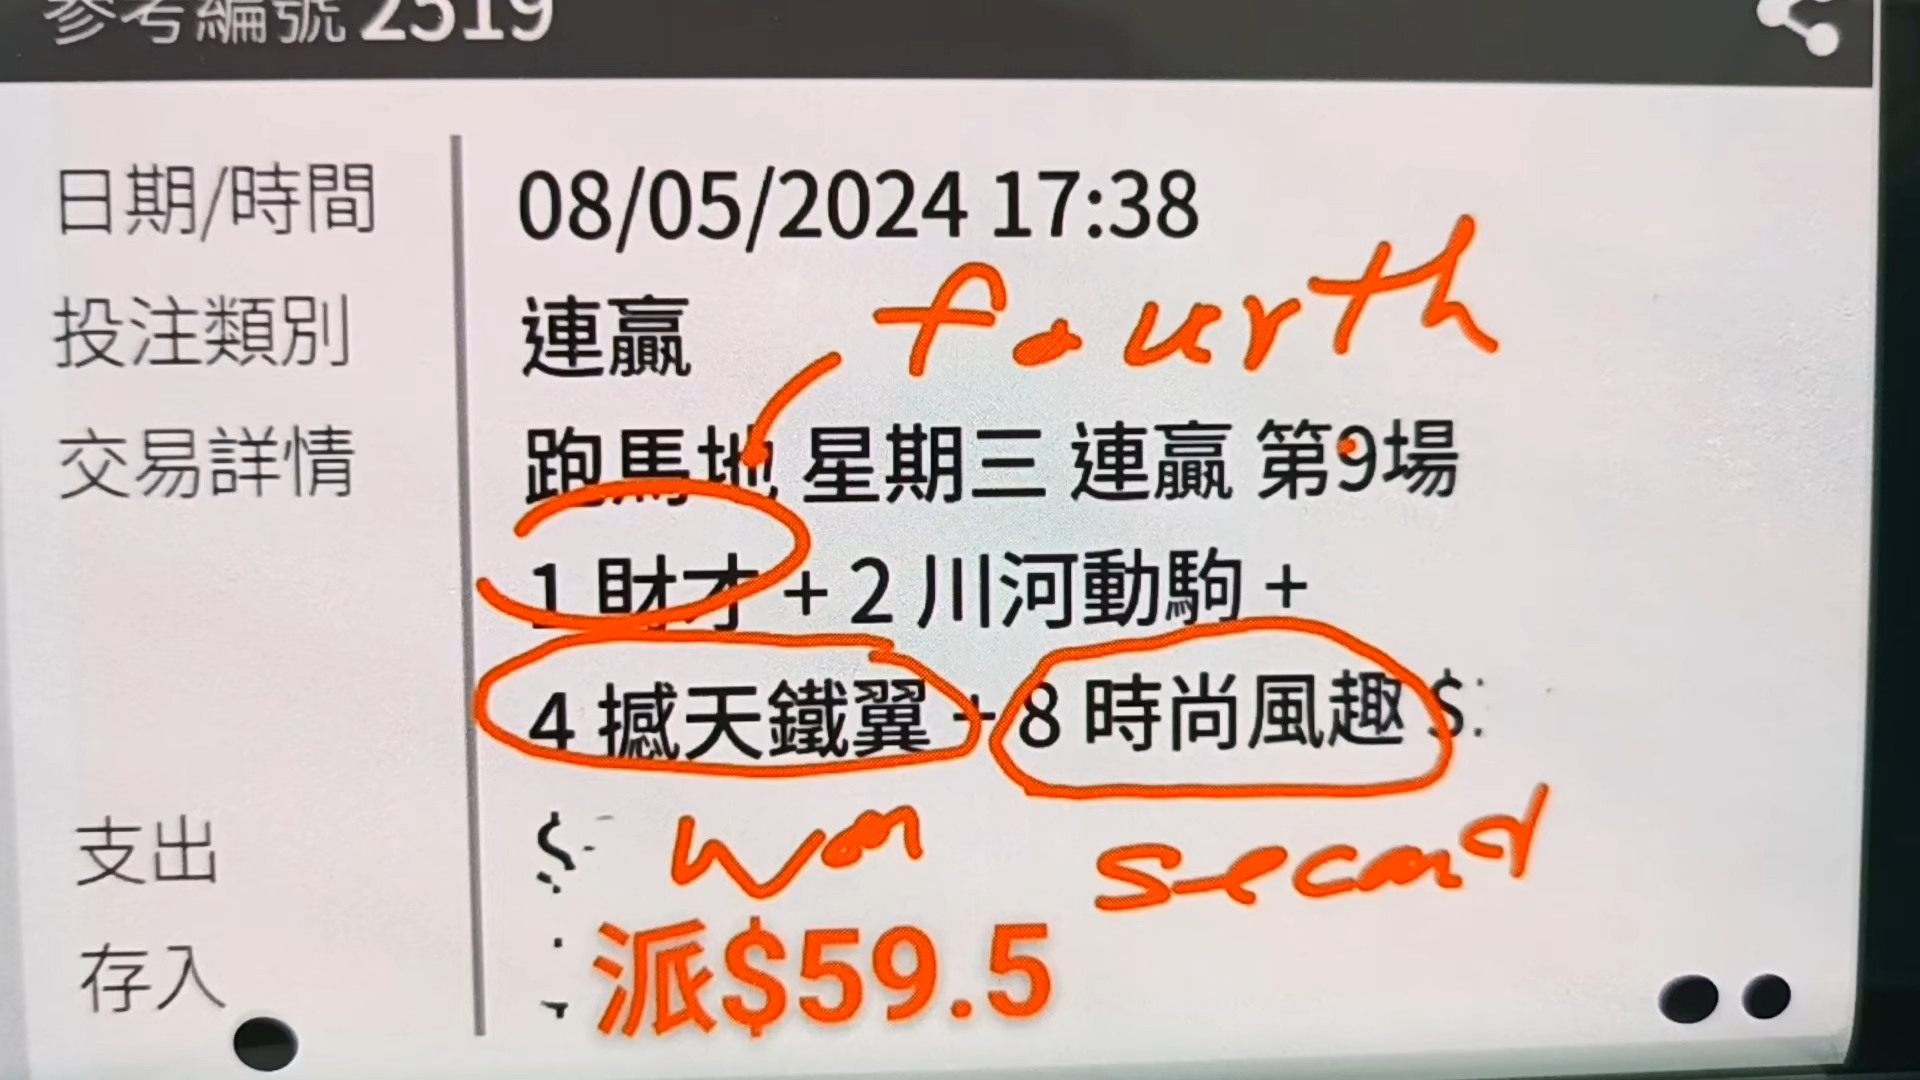 參考編號 2319
日期/時間 08/05/2024 17:38
投注類別 連贏
fourth
交易詳情 跑馬地 星期三 連贏 第9場
1 財才 + 2 川河動駒 +
4 撼天鐵翼 + 8 時尚風趣 $
支出 won second
存入 派$59.5